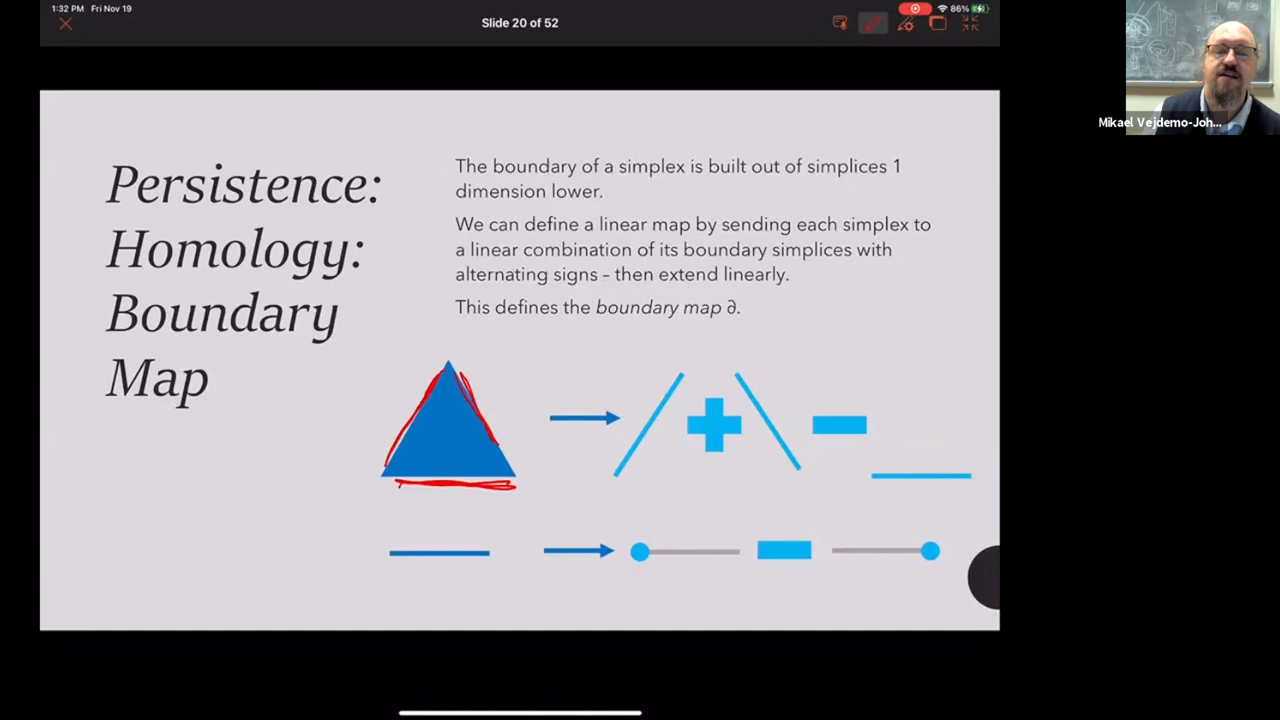 1:32 PM Fri Nov 19
86%
Slide 20 of 52
Mikael Vejdemo-Joh...
Persistence:
Homology:
Boundary
Map
The boundary of a simplex is built out of simplices 1
dimension lower.
We can define a linear map by sending each simplex to
a linear combination of its boundary simplices with
alternating signs – then extend linearly.
This defines the boundary map ∂.